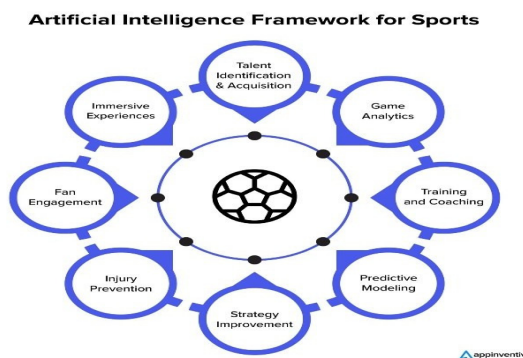 Artificial Intelligence Framework for Sports
Talent
Identification
& Acquisition
Game
Analytics
Training
and Coaching
Predictive
Modeling
Strategy
Improvement
Injury
Prevention
Fan
Engagement
Immersive
Experiences
appinventiv